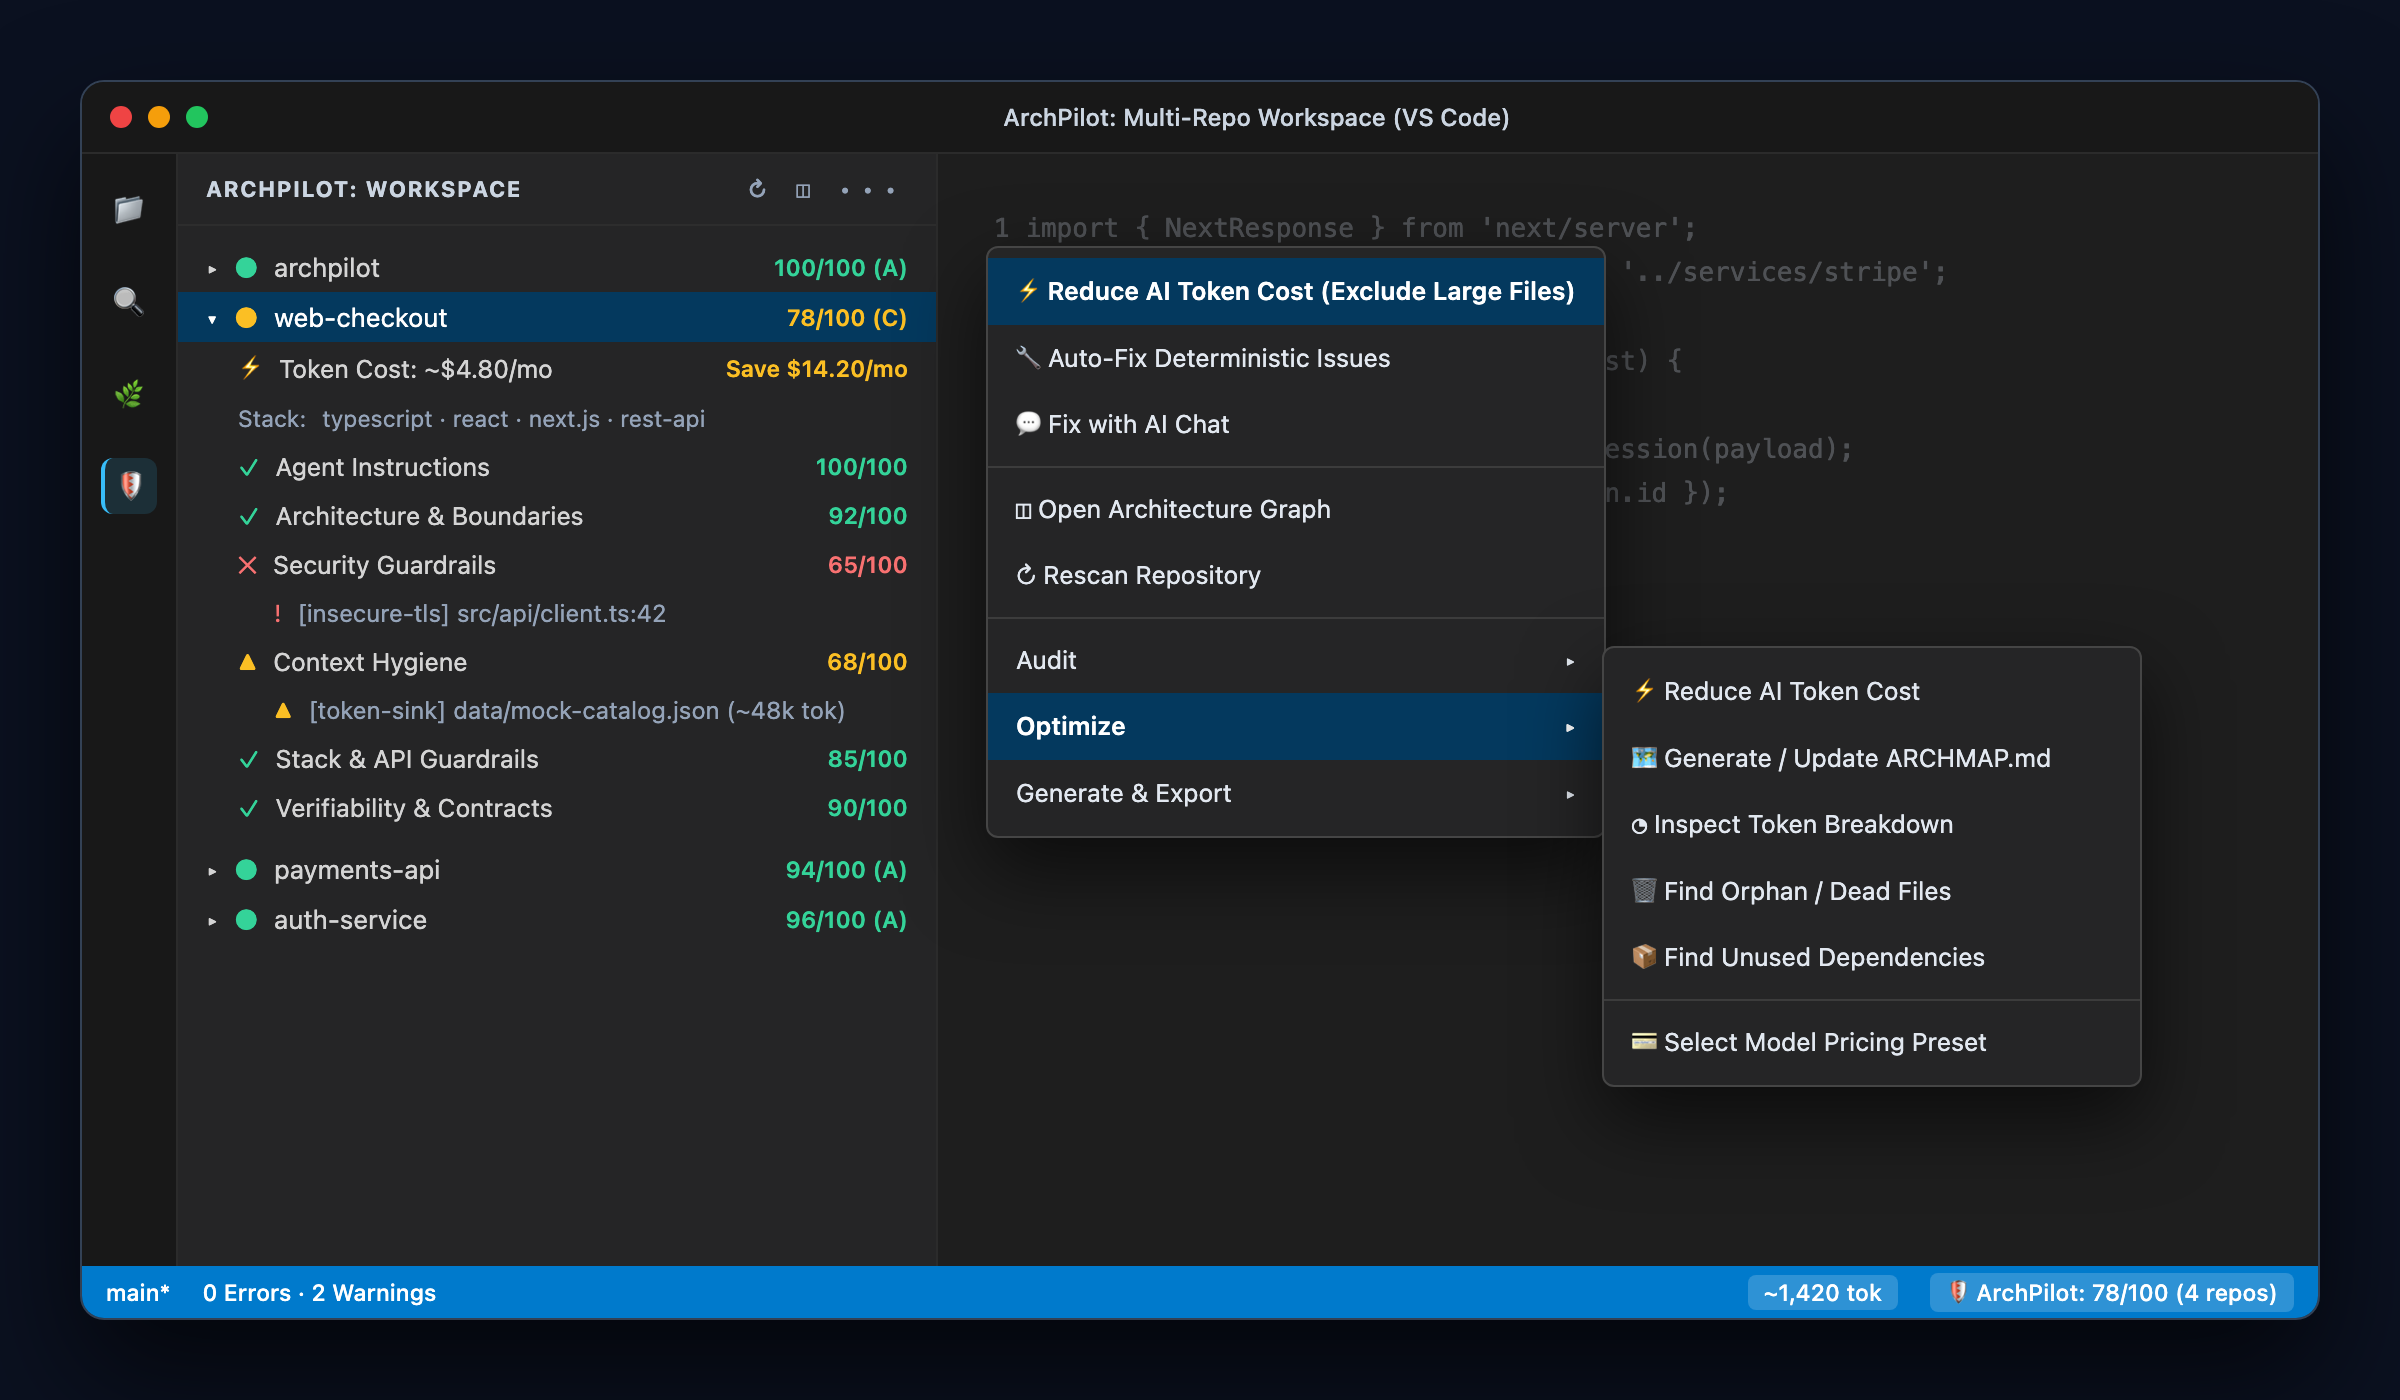 ArchPilot: Multi-Repo Workspace (VS Code)
ARCHPILOT: WORKSPACE
archpilot 100/100 (A)
web-checkout 78/100 (C)
Token Cost: ~$4.80/mo Save $14.20/mo
Stack: typescript · react · next.js · rest-api
Agent Instructions 100/100
Architecture & Boundaries 92/100
Security Guardrails 65/100
! [insecure-tls] src/api/client.ts:42
Context Hygiene 68/100
[token-sink] data/mock-catalog.json (~48k tok)
Stack & API Guardrails 85/100
Verifiability & Contracts 90/100
payments-api 94/100 (A)
auth-service 96/100 (A)
1 import { NextResponse } from 'next/server';
'../services/stripe';
st) {
ession(payload);
n.id });
Reduce AI Token Cost (Exclude Large Files)
Auto-Fix Deterministic Issues
Fix with AI Chat
Open Architecture Graph
Rescan Repository
Audit
Optimize
Generate & Export
Reduce AI Token Cost
Generate / Update ARCHMAP.md
Inspect Token Breakdown
Find Orphan / Dead Files
Find Unused Dependencies
Select Model Pricing Preset
main* 0 Errors · 2 Warnings
~1,420 tok
ArchPilot: 78/100 (4 repos)